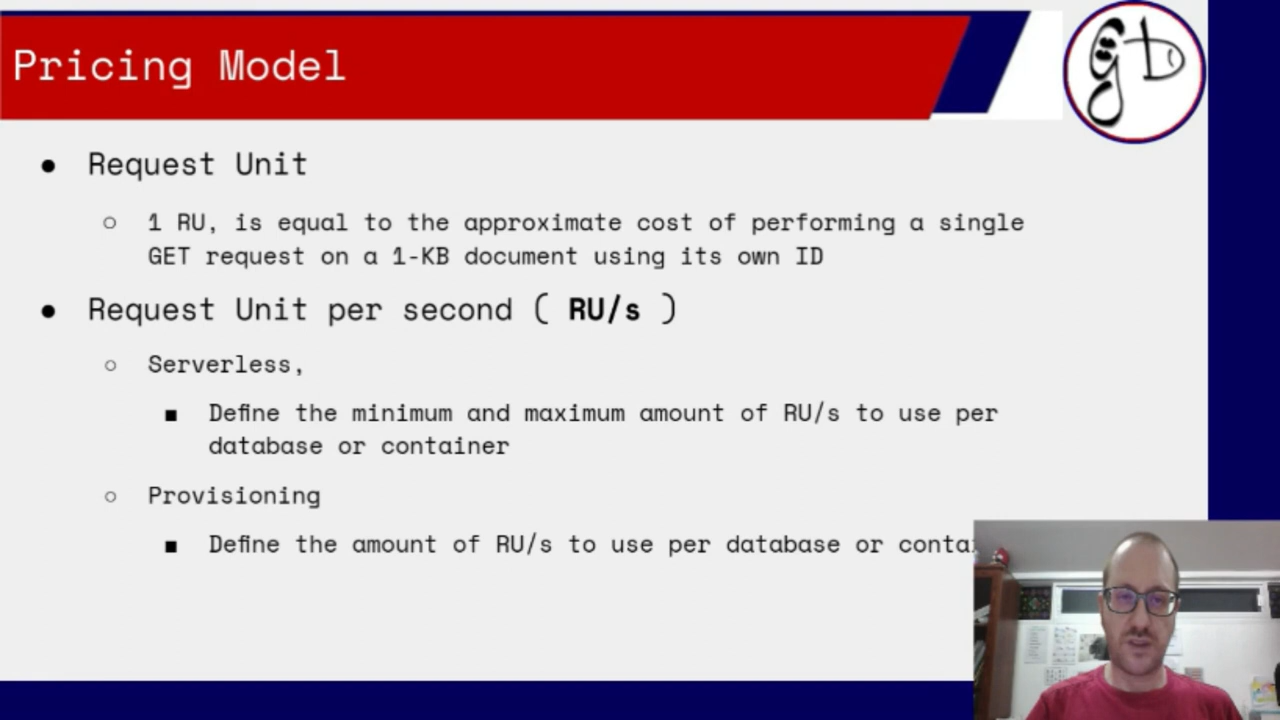 Pricing Model
● Request Unit
○ 1 RU, is equal to the approximate cost of performing a single
GET request on a 1-KB document using its own ID
● Request Unit per second ( RU/s )
○ Serverless,
■ Define the minimum and maximum amount of RU/s to use per
database or container
○ Provisioning
■ Define the amount of RU/s to use per database or